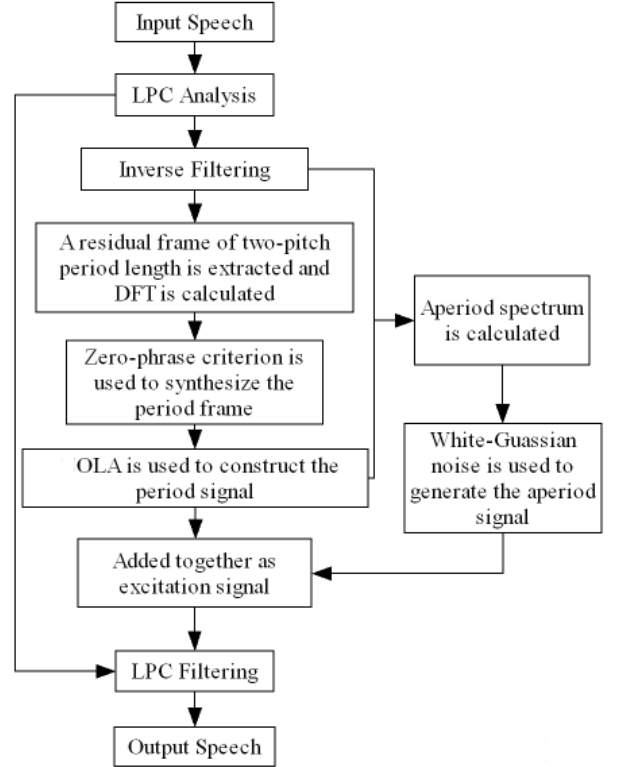 Input Speech
LPC Analysis
Inverse Filtering
A residual frame of two-pitch
period length is extracted and
DFT is calculated
Zero-phrase criterion is
used to synthesize the
period frame
OLA is used to construct the
period signal
Aperiod spectrum
is calculated
White-Guassian
noise is used to
generate the aperiod
signal
Added together as
excitation signal
LPC Filtering
Output Speech